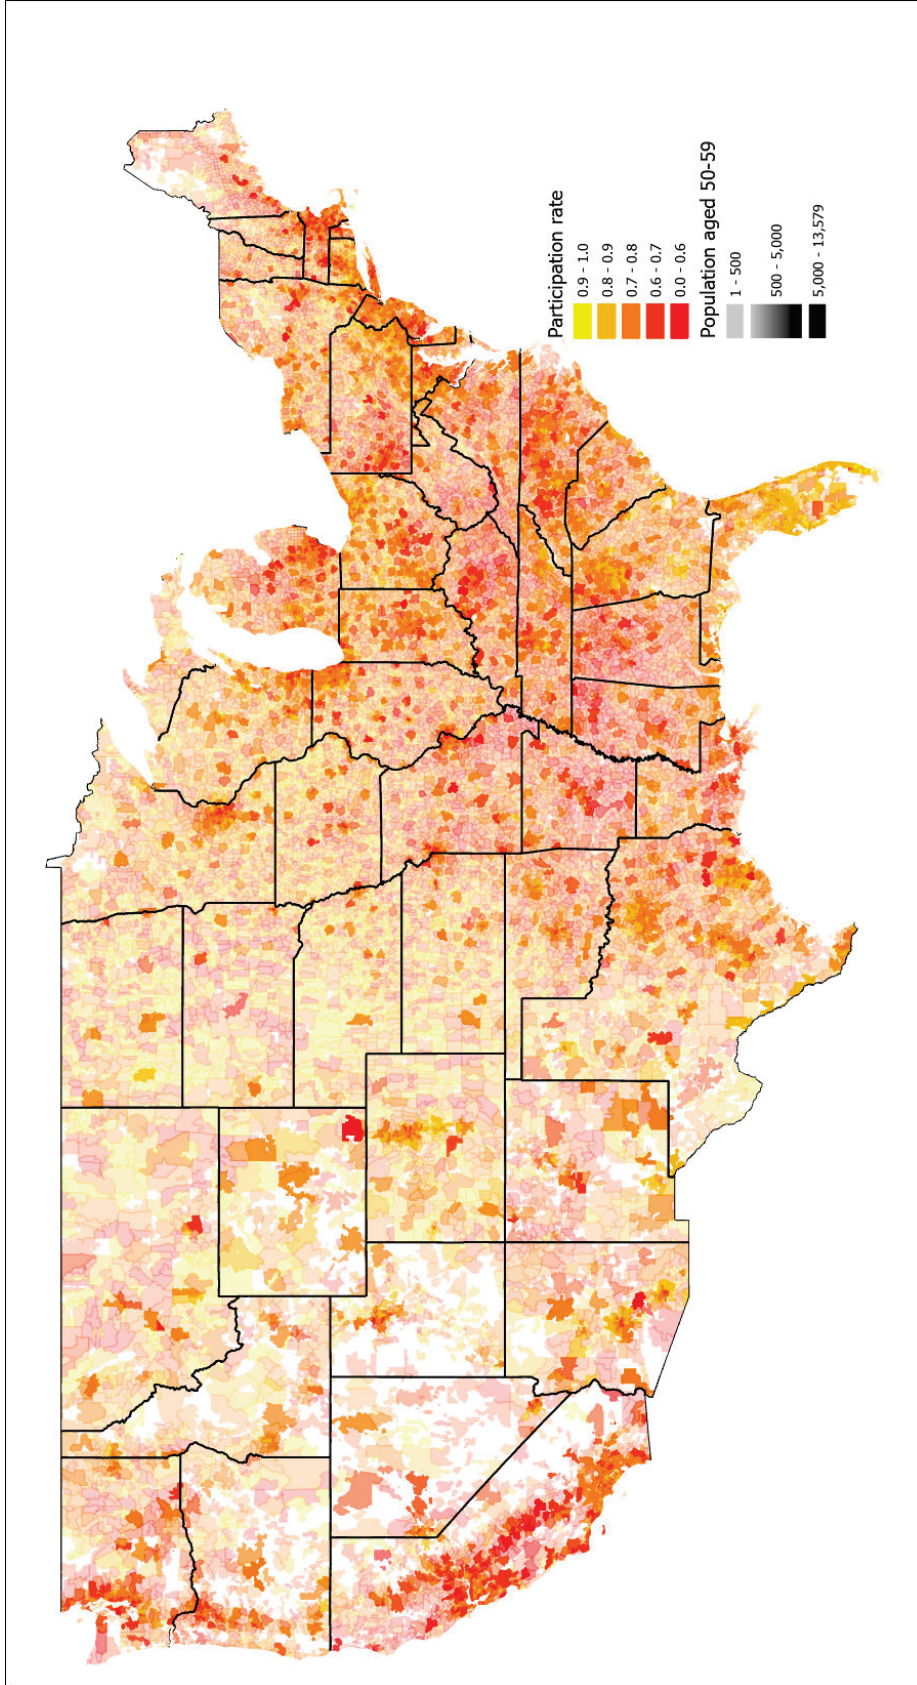 Participation rate
0.9 - 1.0
0.8 - 0.9
0.7 - 0.8
0.6 - 0.7
0.0 - 0.6
Population aged 50-59
1 - 500
500 - 5,000
5,000 - 13,579